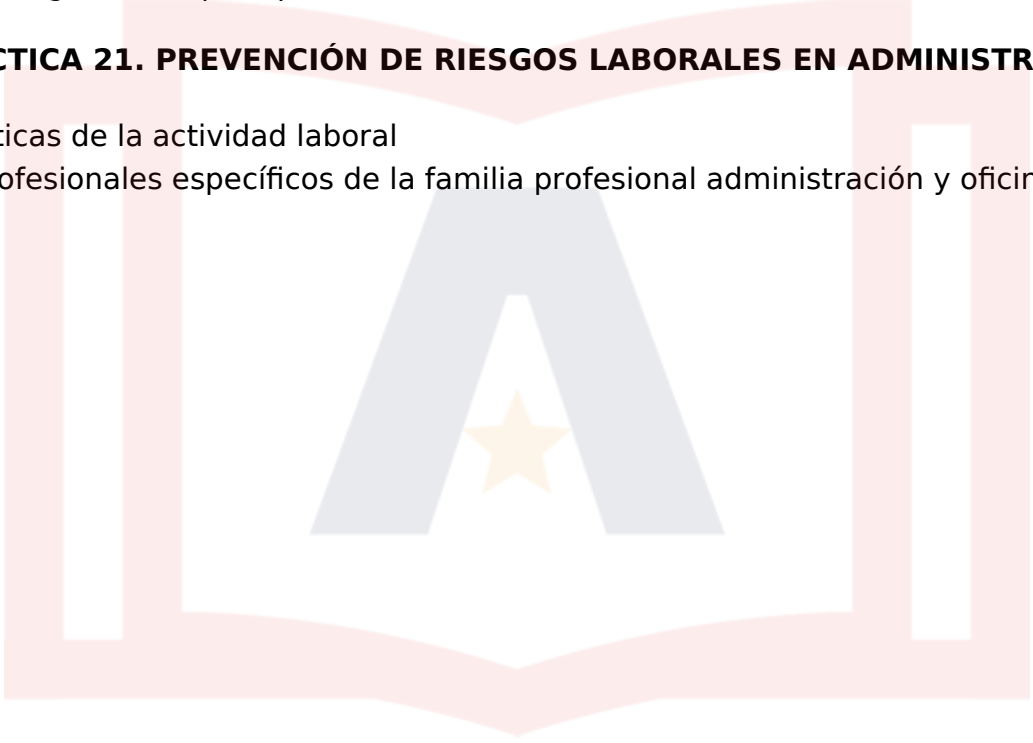 CTICA 21. PREVENCIÓN DE RIESGOS LABORALES EN ADMINISTR
ticas de la actividad laboral
ofesionales específicos de la familia profesional administración y oficin